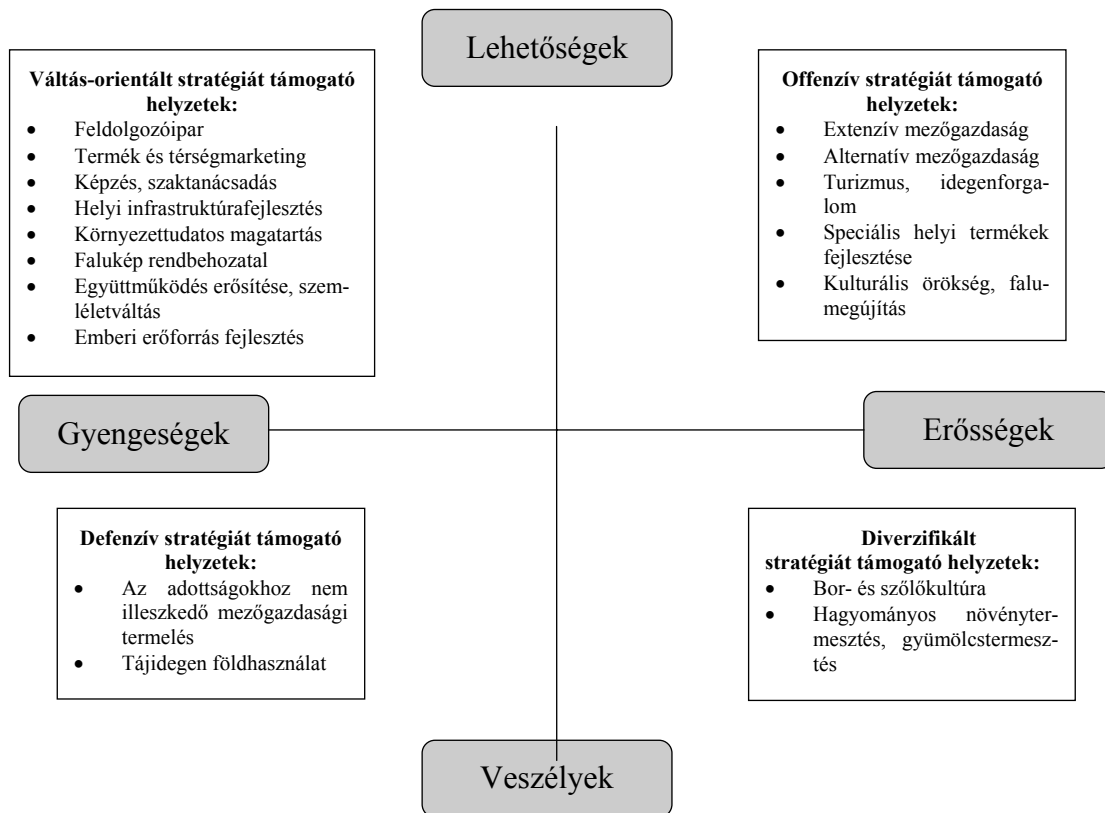 Lehetőségek
Váltás-orientált stratégiát támogató
helyzetek:
• Feldolgozóipar
• Termék és térségmarketing
• Képzés, szaktanácsadás
• Helyi infrastruktúrafejlesztés
• Környezettudatos magatartás
• Falukép rendbehozatal
• Együttműködés erősítése, szem-
léletváltás
• Emberi erőforrás fejlesztés
Offenzív stratégiát támogató
helyzetek:
• Extenzív mezőgazdaság
• Alternatív mezőgazdaság
• Turizmus, idegenforga-
lom
• Speciális helyi termékek
fejlesztése
• Kulturális örökség, falu-
megújítás
Gyengeségek
Erősségek
Defenzív stratégiát támogató
helyzetek:
• Az adottságokhoz nem
illeszkedő mezőgazdasági
termelés
• Tájidegen földhasználat
Diverzifikált
stratégiát támogató helyzetek:
• Bor- és szőlőkultúra
• Hagyományos növényter-
mesztés, gyümölcstermesz-
tés
Veszélyek